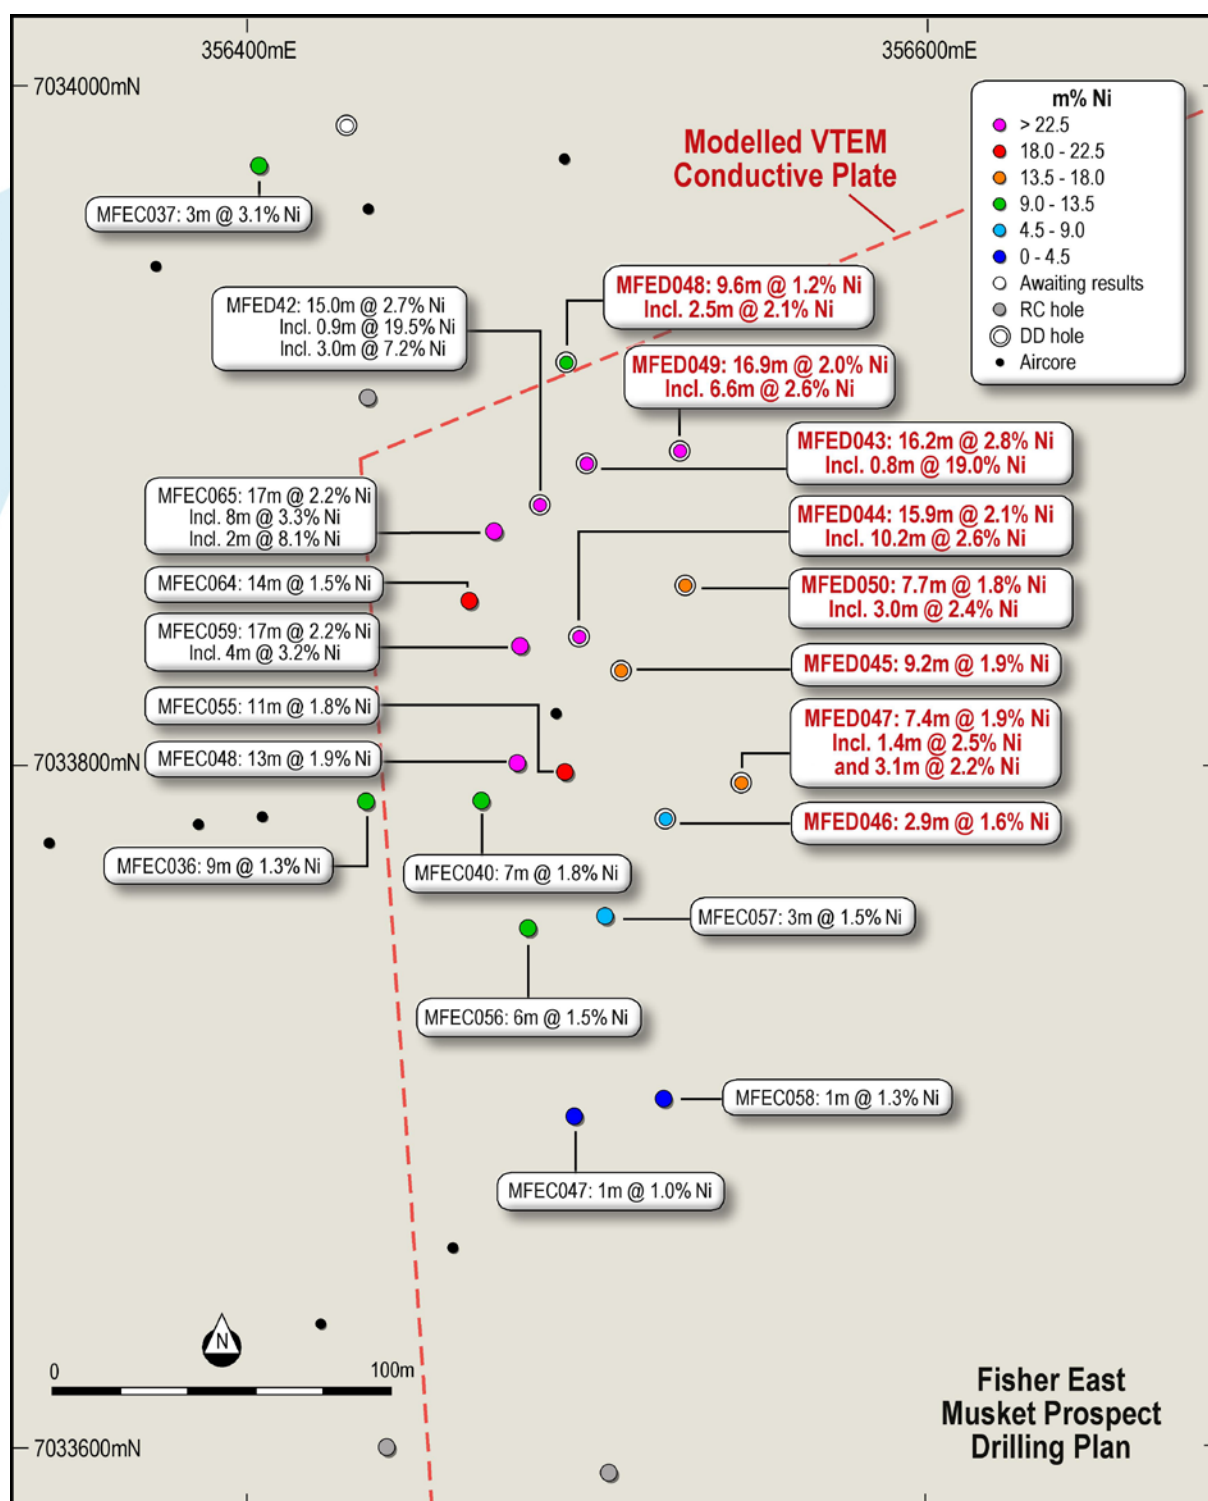 356400mE
356600mE
7034000mN
m% Ni
> 22.5
18.0 - 22.5
13.5 - 18.0
9.0 - 13.5
4.5 - 9.0
0 - 4.5
Awaiting results
RC hole
DD hole
Aircore
Modelled VTEM
Conductive Plate
MFEC037: 3m @ 3.1% Ni
MFED42: 15.0m @ 2.7% Ni
Incl. 0.9m @ 19.5% Ni
Incl. 3.0m @ 7.2% Ni
MFED048: 9.6m @ 1.2% Ni
Incl. 2.5m @ 2.1% Ni
MFED049: 16.9m @ 2.0% Ni
Incl. 6.6m @ 2.6% Ni
MFED043: 16.2m @ 2.8% Ni
Incl. 0.8m @ 19.0% Ni
MFEC065: 17m @ 2.2% Ni
Incl. 8m @ 3.3% Ni
Incl. 2m @ 8.1% Ni
MFED044: 15.9m @ 2.1% Ni
Incl. 10.2m @ 2.6% Ni
MFEC064: 14m @ 1.5% Ni
MFED050: 7.7m @ 1.8% Ni
Incl. 3.0m @ 2.4% Ni
MFEC059: 17m @ 2.2% Ni
Incl. 4m @ 3.2% Ni
MFED045: 9.2m @ 1.9% Ni
MFEC055: 11m @ 1.8% Ni
MFED047: 7.4m @ 1.9% Ni
Incl. 1.4m @ 2.5% Ni
and 3.1m @ 2.2% Ni
7033800mN
MFEC048: 13m @ 1.9% Ni
MFED046: 2.9m @ 1.6% Ni
MFEC036: 9m @ 1.3% Ni
MFEC040: 7m @ 1.8% Ni
MFEC057: 3m @ 1.5% Ni
MFEC056: 6m @ 1.5% Ni
MFEC058: 1m @ 1.3% Ni
MFEC047: 1m @ 1.0% Ni
N
0
100m
Fisher East
Musket Prospect
Drilling Plan
7033600mN